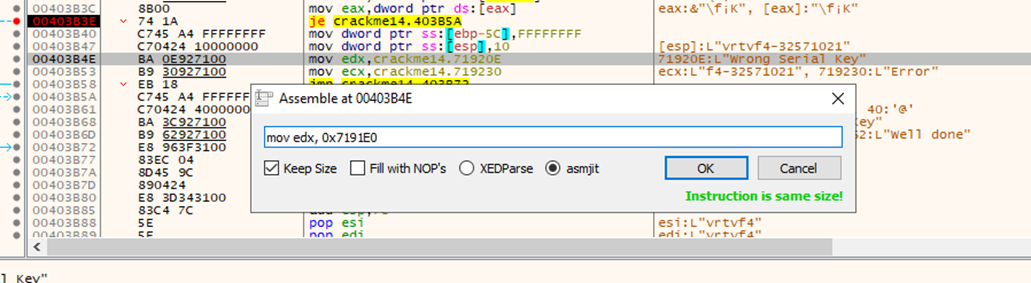 00403B3C 8B00 mov eax,dword ptr ds:[eax] eax:&"\f¡K", [eax]:"\f¡K"
00403B3E 74 1A je crackme14.403B5A
00403B40 C745 A4 FFFFFFFF mov dword ptr ss:[ebp-5C],FFFFFFFF
00403B47 C70424 10000000 mov dword ptr ss:[esp],10 [esp]:L"vrtvf4-32571021"
00403B4E BA 0E927100 mov edx,crackme14.71920E 71920E:L"Wrong Serial Key"
00403B53 B9 30927100 mov ecx,crackme14.719230 ecx:L"f4-32571021", 719230:L"Error"
00403B58 EB 18 jmp crackme14.403B72
00403B5A C745 A4 FFFFFFF
00403B61 C70424 4000000 40:'@'
00403B68 BA 3C927100 ey"
00403B6D B9 62927100 62:L"Well done"
00403B72 E8 963F3100
00403B77 83EC 04
00403B7A 8D45 9C
00403B7D 890424
00403B80 E8 3D343100
00403B85 83C4 7C
00403B88 5E pop esi esi:L"vrtvf4"
00403B89 pop edi edi:L"vrtvf4"
Assemble at 00403B4E
mov edx, 0x7191E0
Keep Size Fill with NOP's XEDParse asmjit OK Cancel
Instruction is same size!
l Key"